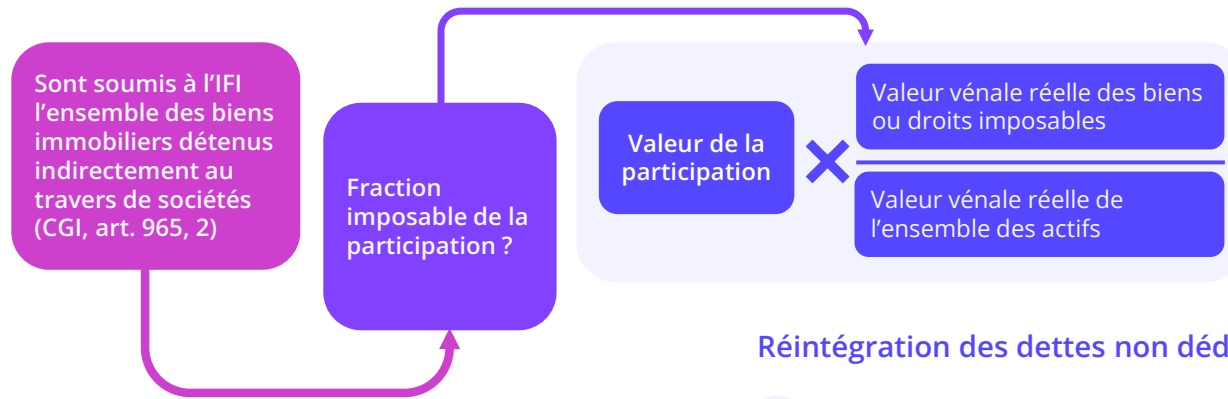 Sont soumis à l'IFI
l'ensemble des biens
immobiliers détenus
indirectement au
travers de sociétés
(CGI, art. 965, 2)
Fraction
imposable de la
participation ?
Valeur de la
participation
Valeur vénale réelle des biens
ou droits imposables
Valeur vénale réelle de
l'ensemble des actifs
Réintégration des dettes non déd